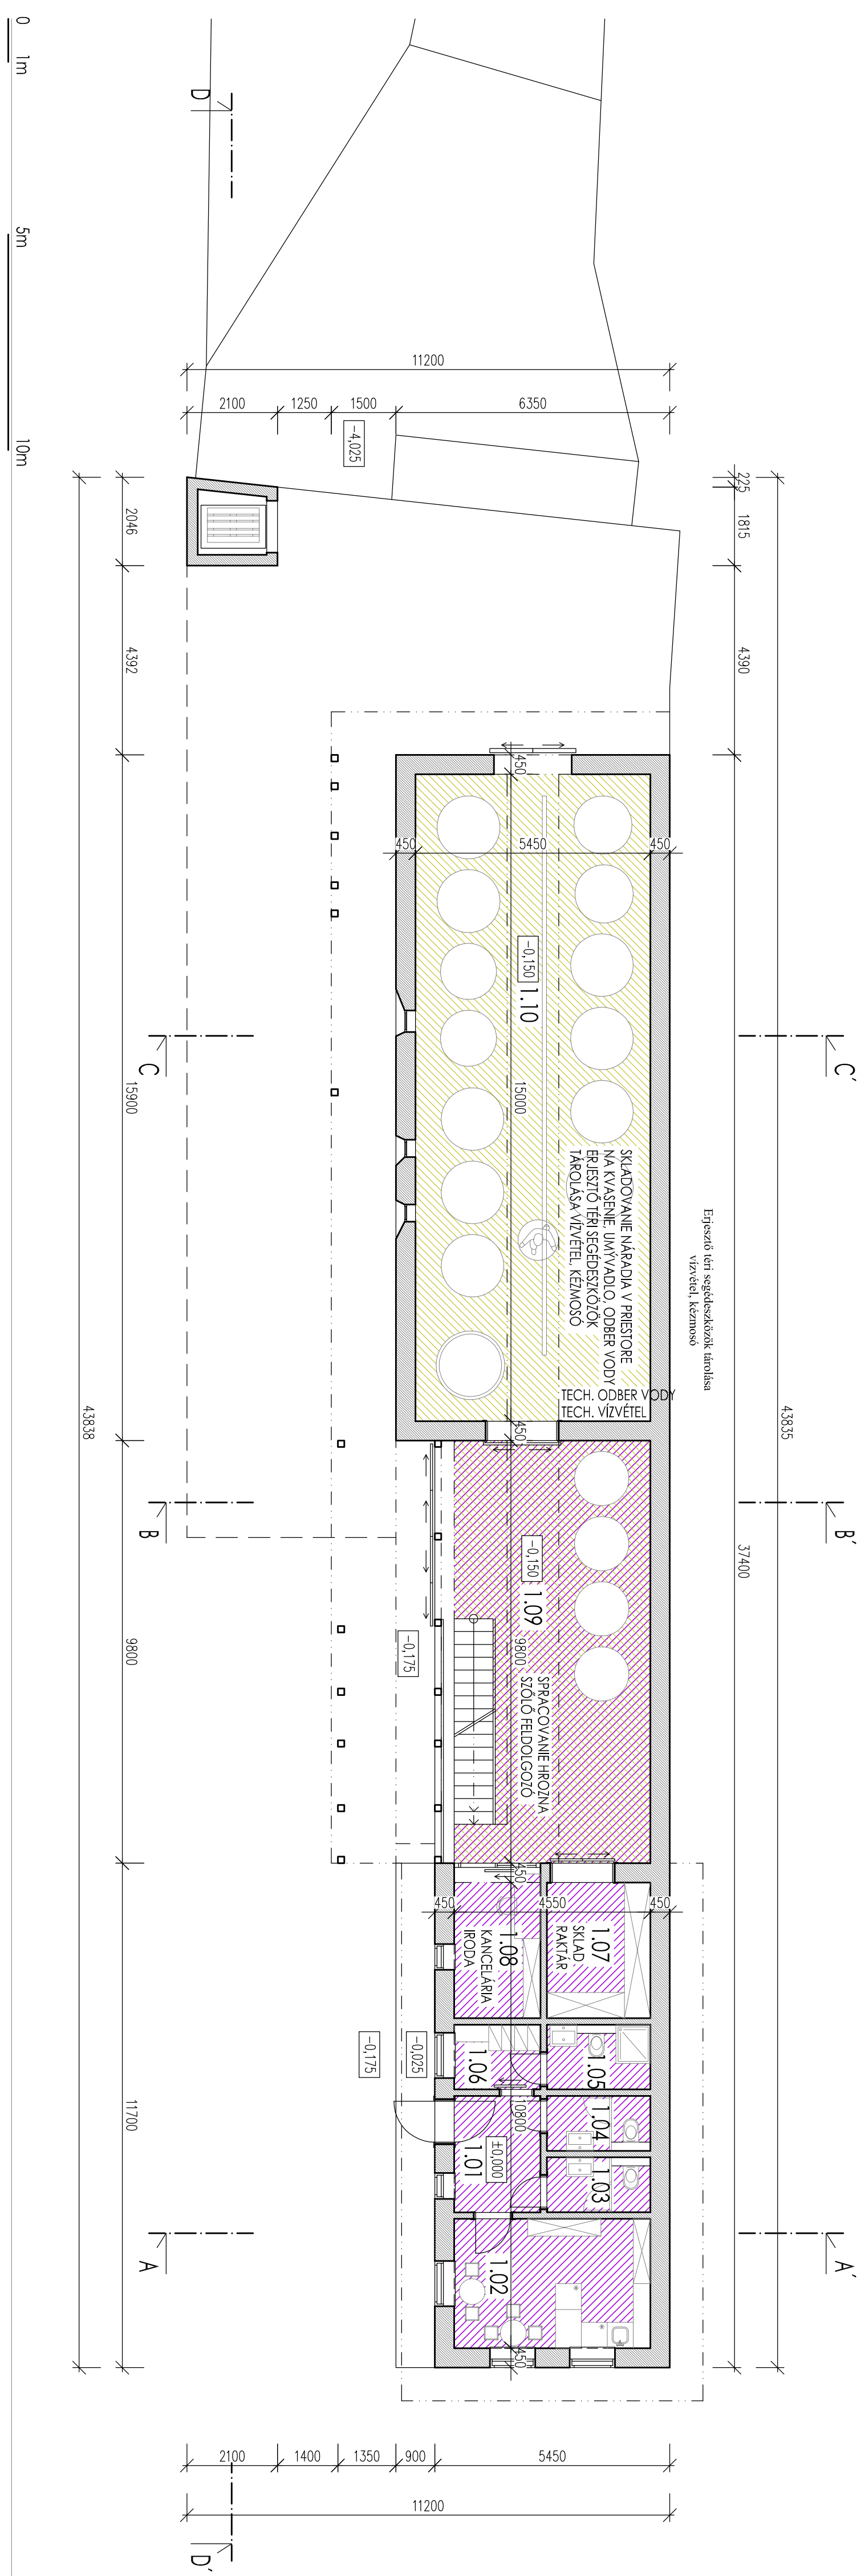 0
1m
5m
10m
D
11200
2100
1250
1500
6350
-4,025
225
1815
2046
4390
4392
450
450
5450
450
-0,150
1.10
C
C´
15900
15000
SKLADOVANIE NÁRADIA V PRIESTORE
NA KVASENIE, UMÝVADLO, ODBER VODY
ERJESZTŐ TÉRI SEGÉDESZKÖZÖK
TÁROLÁSA VÍZVÉTEL, KÉZMOSÓ
Erjesztő téri segédeszközök tárolása
vízvétel, kézmosó
TECH. ODBER VODY
TECH. VÍZVÉTEL
43838
43835
450
B
B´
37400
-0,150
1.09
9800
9800
-0,175
SPRACOVANIE HROZNA
SZŐLŐ FELDOLGOZÓ
450
450
4550
450
1.08
KANCELÁRIA
IRODA
1.07
SKLAD
RAKTÁR
-0,175
-0,025
1.06
1.05
11700
10800
±0,000
1.01
1.04
1.03
A
A´
1.02
450
2100
1400
1350
900
5450
11200
D´